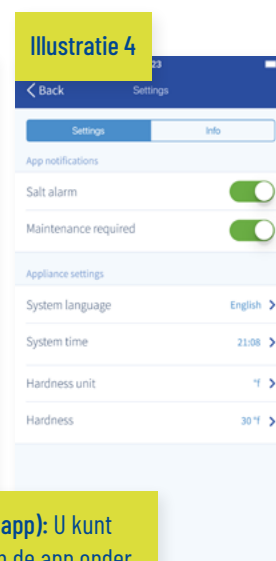 Illustratie 4
23
Back Settings
Settings Info
App notifications
Salt alarm
Maintenance required
Appliance settings
System language English
System time 21:08
Hardness unit °f
Hardness 30 °f
app): U kunt
de app onder